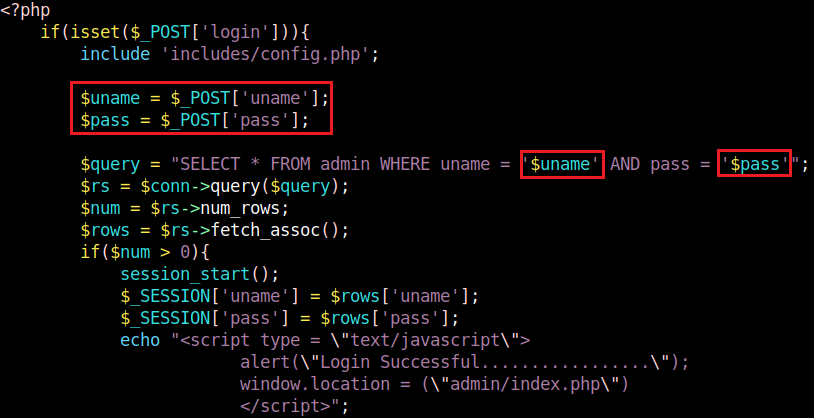 <?php
if(isset($_POST['login'])){
include 'includes/config.php';
$uname = $_POST['uname'];
$pass = $_POST['pass'];
$query = "SELECT * FROM admin WHERE uname = '$uname' AND pass = '$pass'";
$rs = $conn->query($query);
$num = $rs->num_rows;
$rows = $rs->fetch_assoc();
if($num > 0){
session_start();
$_SESSION['uname'] = $rows['uname'];
$_SESSION['pass'] = $rows['pass'];
echo "<script type = \"text/javascript\">
alert(\"Login Successful.................\");
window.location = (\"admin/index.php\")
</script>";